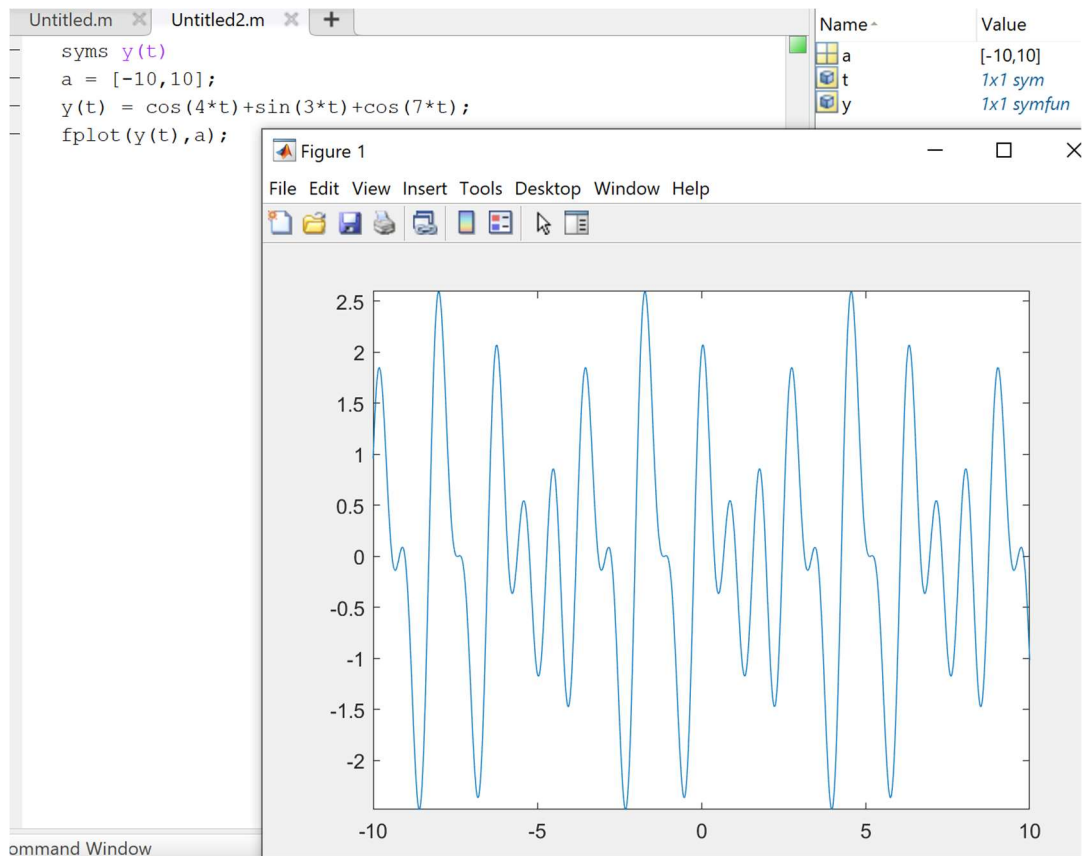 Untitled.m
Untitled2.m
+
syms y(t)
a = [-10,10];
y(t) = cos(4*t)+sin(3*t)+cos(7*t);
fplot(y(t),a);
Name Value
a [-10,10]
t 1x1 sym
y 1x1 symfun
Figure 1
File Edit View Insert Tools Desktop Window Help
2.5
2
1.5
1
0.5
0
-0.5
-1
-1.5
-2
-10 -5 0 5 10
ommand Window